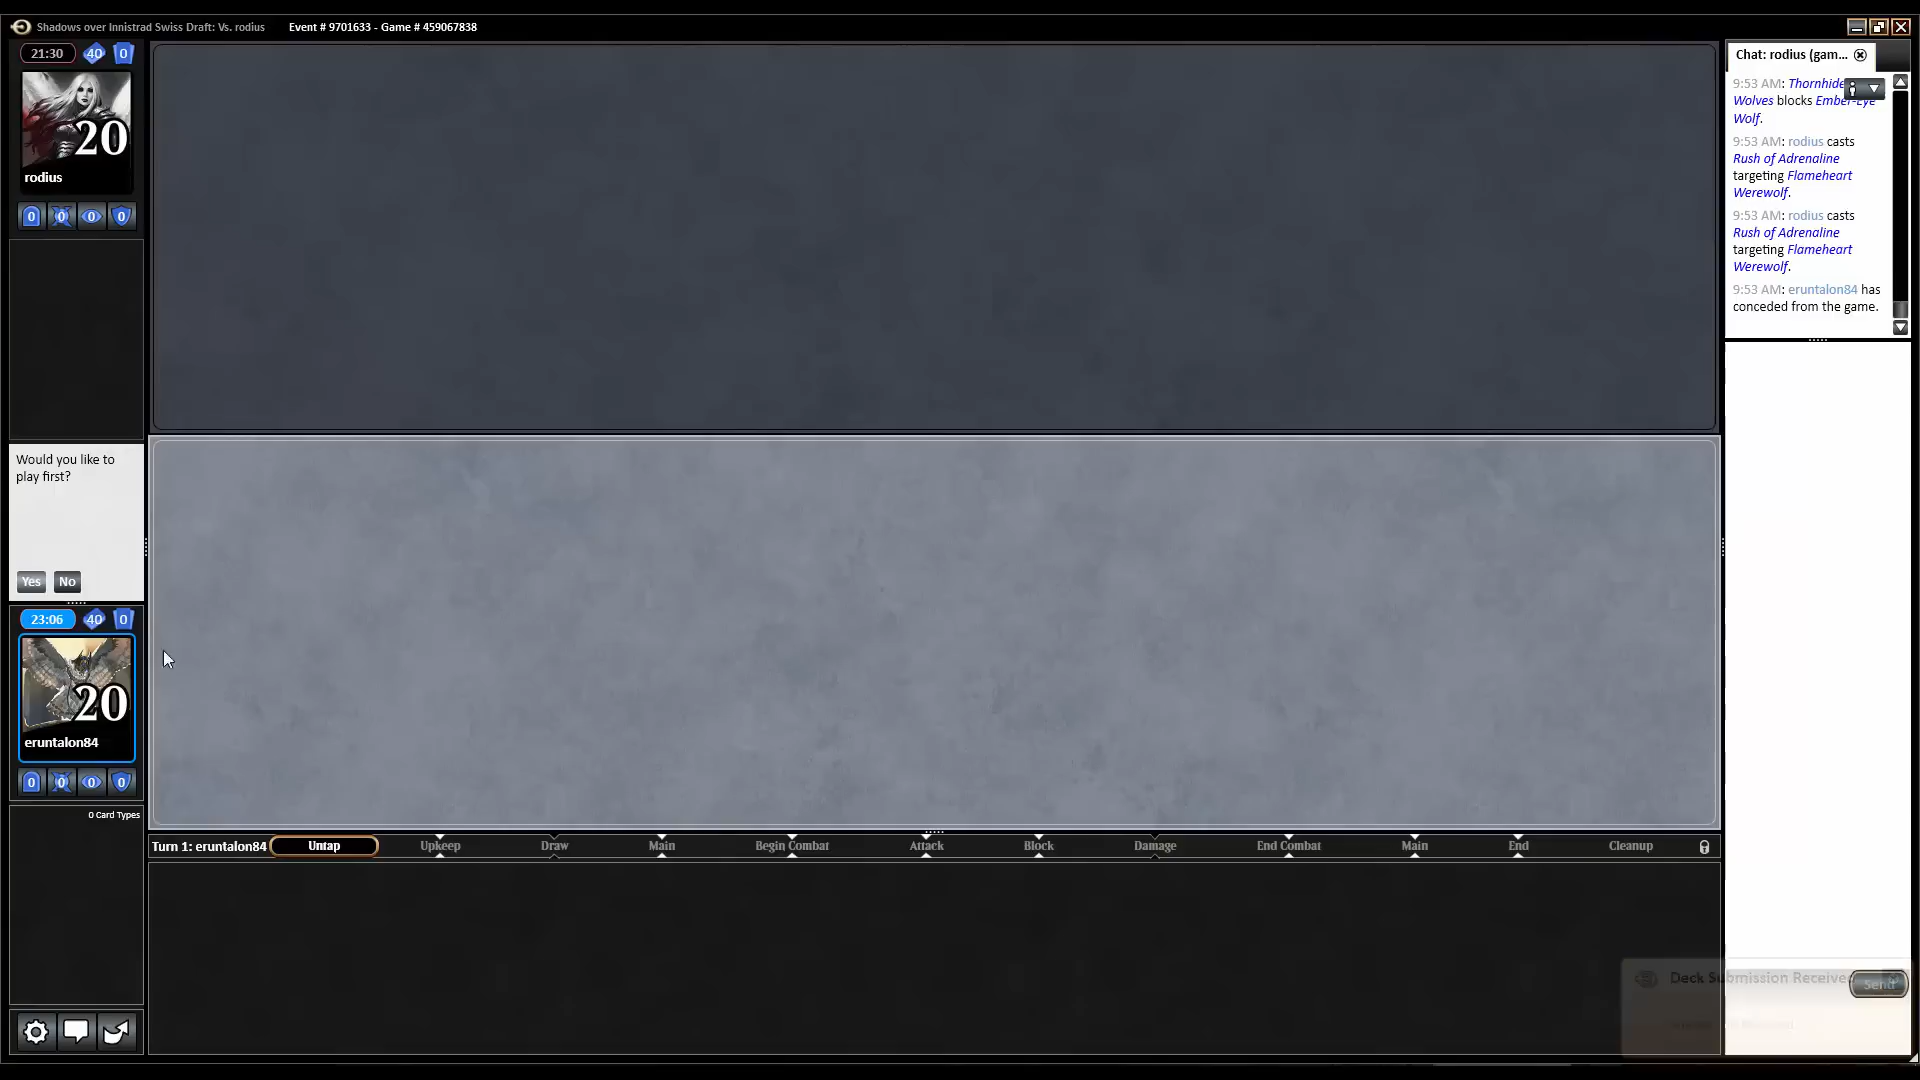 Shadows over Innistrad Swiss Draft: Vs. rodius
Event # 9701633 - Game # 459067838
21:30
40
0
20
rodius
0
0
0
0
Would you like to
play first?
Yes
No
23:06
40
0
20
eruntalon84
0
0
0
0
0 Card Types
Turn 1: eruntalon84
Untap
Upkeep
Draw
Main
Begin Combat
Attack
Block
Damage
End Combat
Main
End
Cleanup
Chat: rodius (gam...
9:53 AM: Thornhide
Wolves blocks Ember-Eye
Wolf.
9:53 AM: rodius casts
Rush of Adrenaline
targeting Flameheart
Werewolf.
9:53 AM: rodius casts
Rush of Adrenaline
targeting Flameheart
Werewolf.
9:53 AM: eruntalon84 has
conceded from the game.
Deck Submission Received
Send